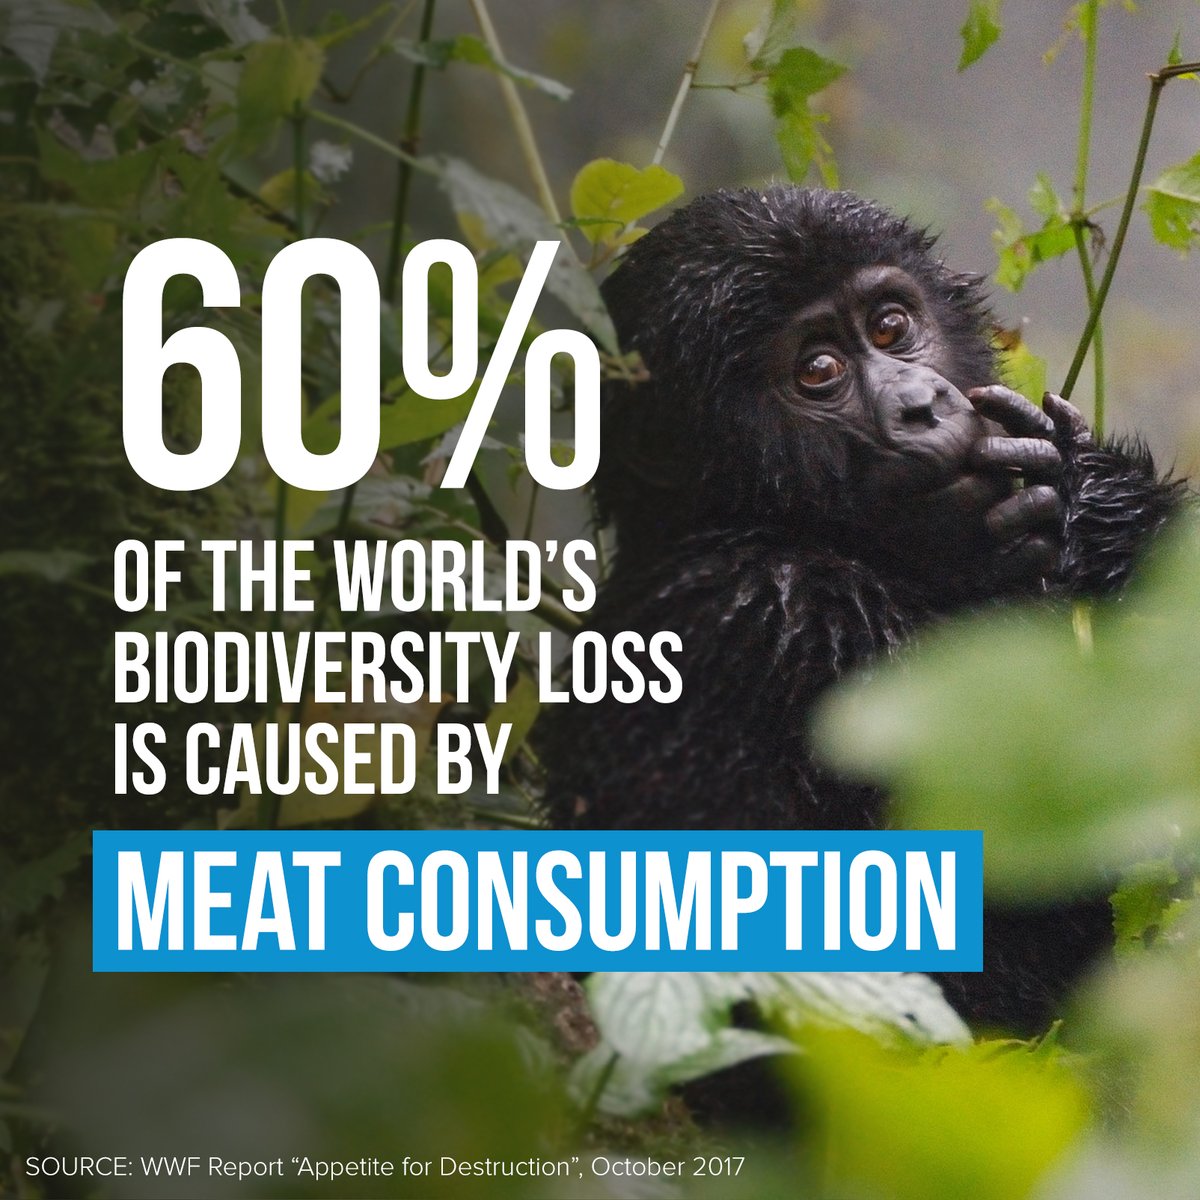 60%
OF THE WORLD’S
BIODIVERSITY LOSS
IS CAUSED BY
MEAT CONSUMPTION
SOURCE: WWF Report “Appetite for Destruction”, October 2017